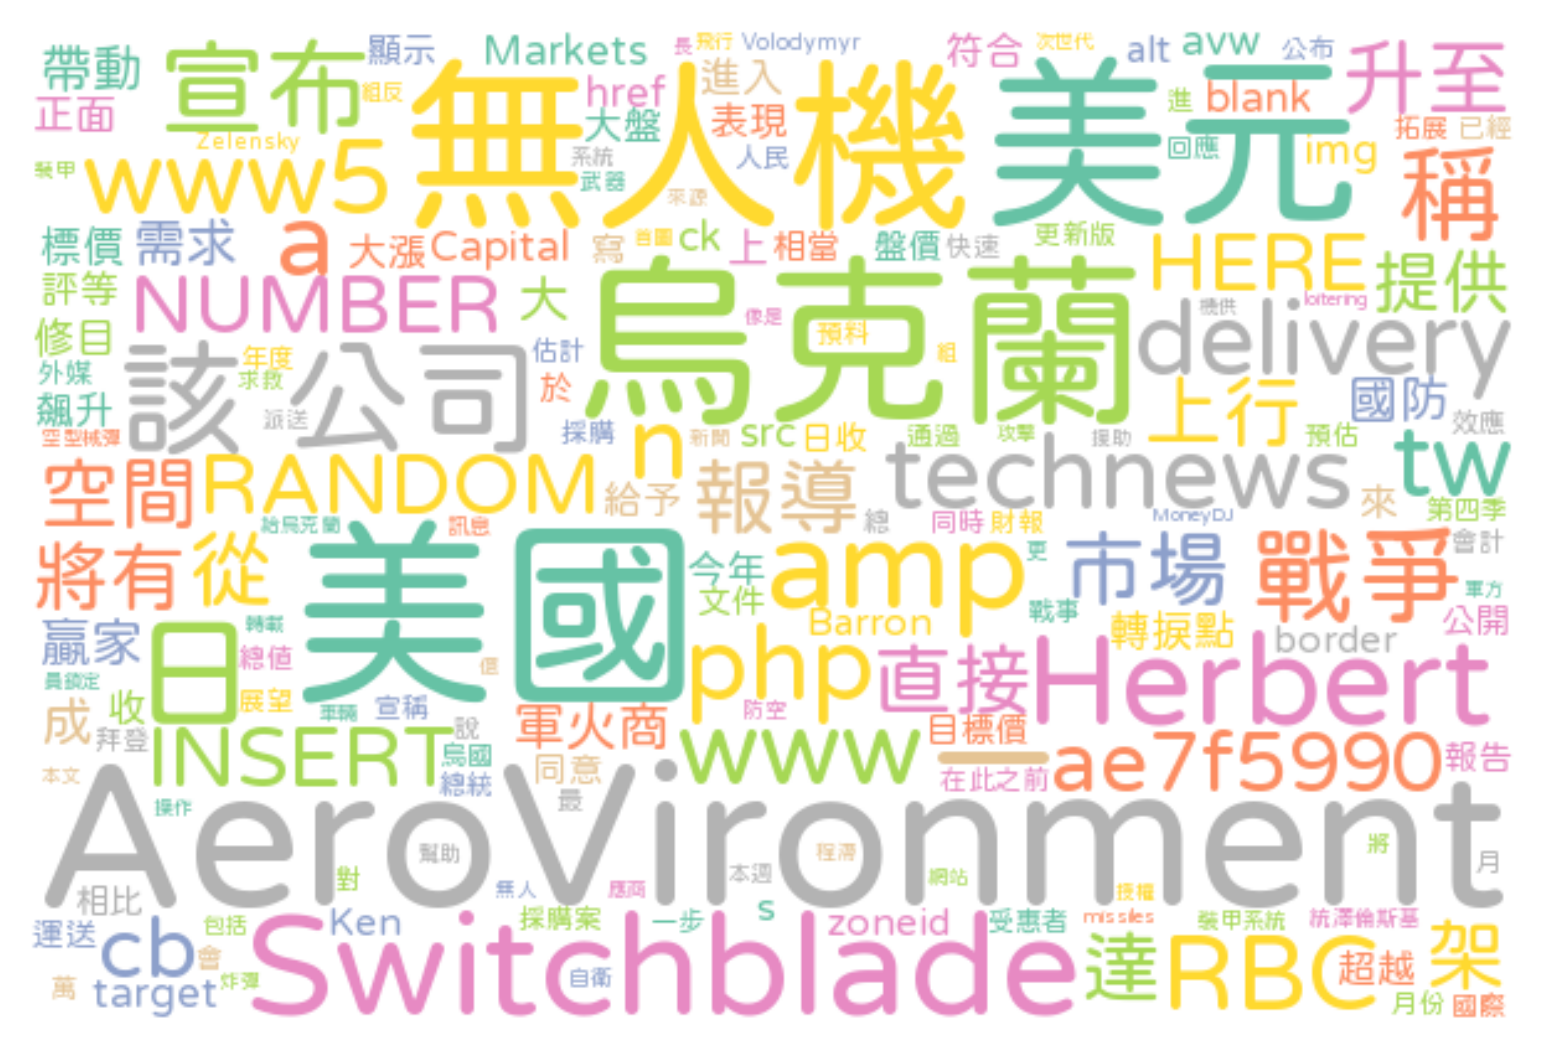 帶動 宣布 顯示 Markets 長 飛行 Volodymyr 符合 次世代 alt avw 公布 升至
正面 粗反 href 進入 大盤 表現 進 blank 拓展 已經
無人機 美元
Zelensky 系統 人民 回應 img
裝甲 www5 武器 來源 稱
標價 需求 a 大漲 Capital 寫 首圖 ck 上 相當 盤價 快速 更新版 HERE 提供
評等 NUMBER 大 烏克蘭 像是 機供 loitering delivery
修目 該公司 年度 估計 預料 組
外媒 求救 於 上行 國防
飆升 派送 效應
空型械彈 採購 n 新聞 src 日收 通過 攻擊 援助 預估 tw
空間 RANDOM 給予 報導 technews 來 第四季
給烏克蘭 訊息 總 同時 財報 MoneyDJ
將有 從 美國 今年 amp 更 市場 戰爭 會計
文件 軍方
贏家 日 轉載 Barron 戰事 轉捩點 border 公開
總值 值 php 直接 Herbert
員鎖定 收 展望 車輛 宣稱 防空
成 拜登 說 軍火商 目標價
INSERT 烏國 同意 www 一 ae7f5990 報告
本文 總統 在此之前
操作 最
AeroVironment
幫助 程滯 將
對 本週 網站 月
相比 無人 應商 授權
運送 cb 包括 Ken 採購案 一步 s zoneid 受惠者 missiles 裝甲系統 統澤倫斯基
會 Switchblade 達 RBC 超越 架
萬 target 炸彈 自衛 月份 國際